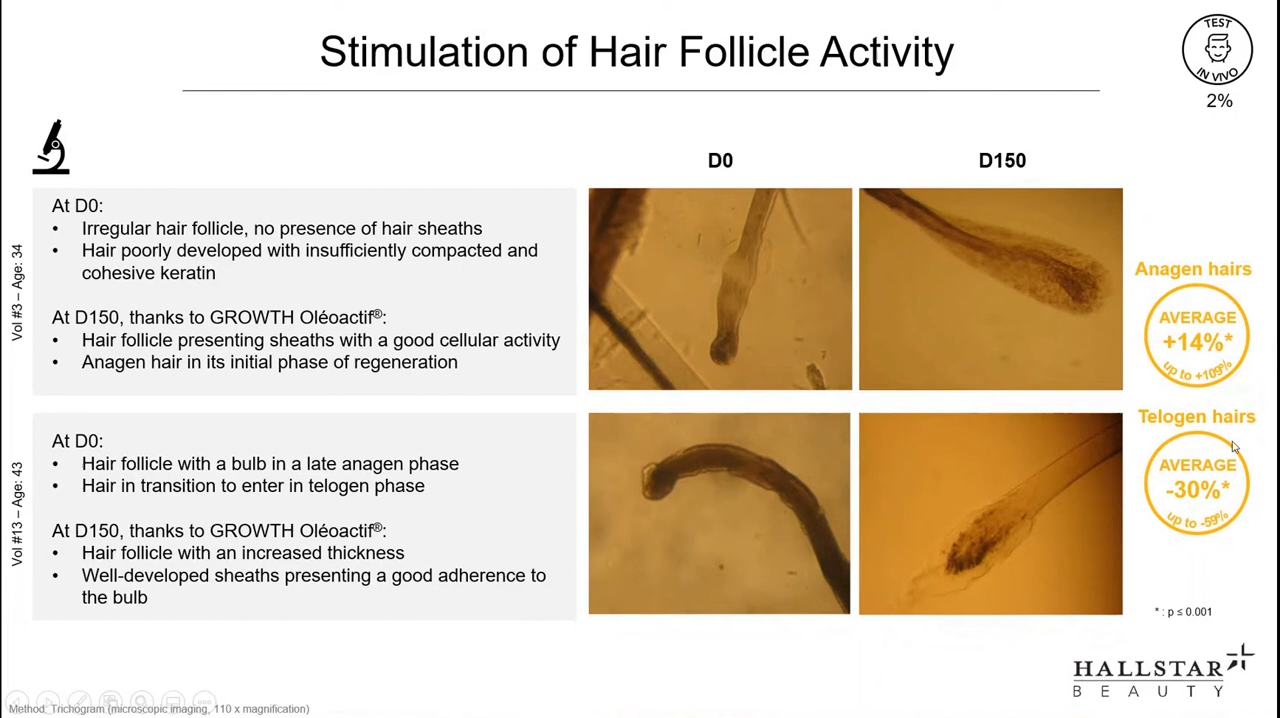 Stimulation of Hair Follicle Activity
TEST
IN VIVO
2%
D0
D150
Vol #3 – Age: 34
At D0:
• Irregular hair follicle, no presence of hair sheaths
• Hair poorly developed with insufficiently compacted and
cohesive keratin
At D150, thanks to GROWTH Oléoactif®:
• Hair follicle presenting sheaths with a good cellular activity
• Anagen hair in its initial phase of regeneration
Anagen hairs
AVERAGE
+14%*
up to +109%
Vol #13 – Age: 43
At D0:
• Hair follicle with a bulb in a late anagen phase
• Hair in transition to enter in telogen phase
At D150, thanks to GROWTH Oléoactif®:
• Hair follicle with an increased thickness
• Well-developed sheaths presenting a good adherence to
the bulb
Telogen hairs
AVERAGE
-30%*
up to -59%
* : p ≤ 0.001
HALLSTAR
BEAUTY
Method: Trichogram (microscopic imaging, 110 x magnification)